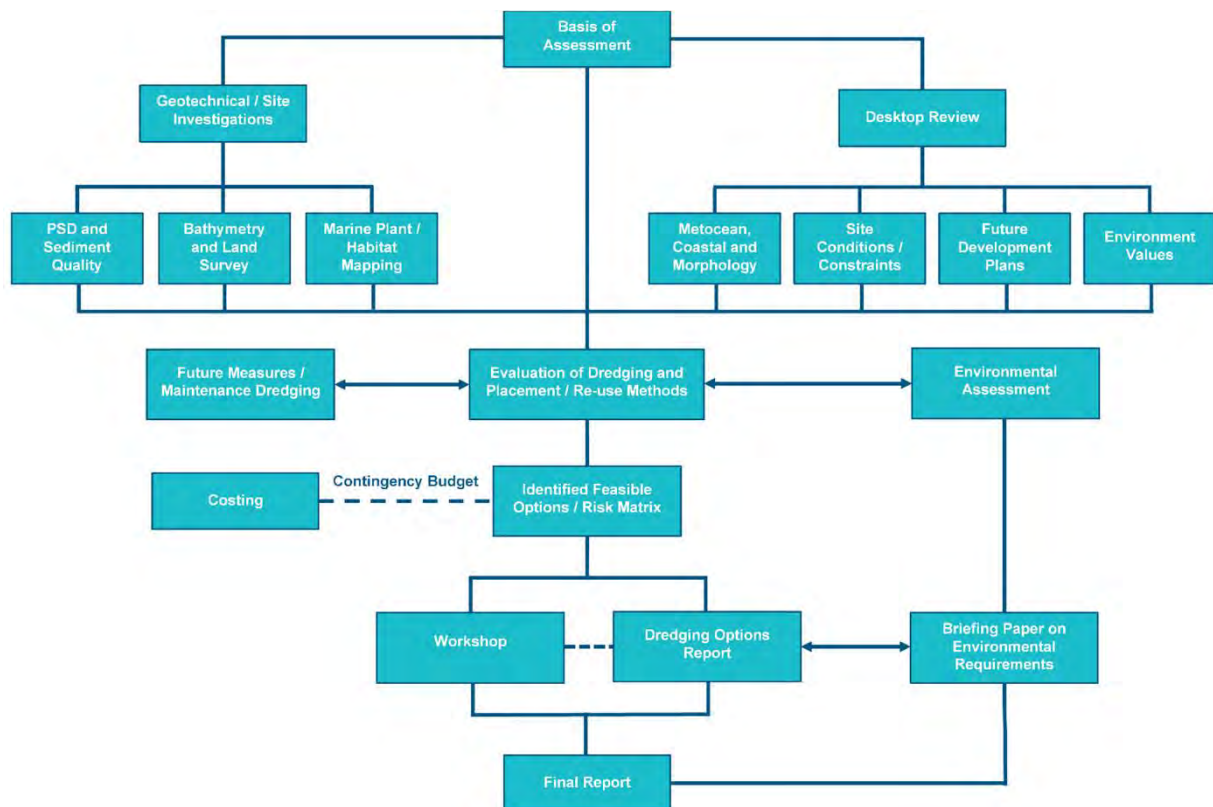 Basis of
Assessment
Geotechnical / Site
Investigations
Desktop Review
PSD and
Sediment
Quality
Bathymetry
and Land
Survey
Marine Plant /
Habitat
Mapping
Metocean,
Coastal and
Morphology
Site
Conditions /
Constraints
Future
Development
Plans
Environment
Values
Future Measures /
Maintenance Dredging
Evaluation of Dredging and
Placement / Re-use Methods
Environmental
Assessment
Costing
Contingency Budget
Identified Feasible
Options / Risk Matrix
Workshop
Dredging Options
Report
Briefing Paper on
Environmental
Requirements
Final Report